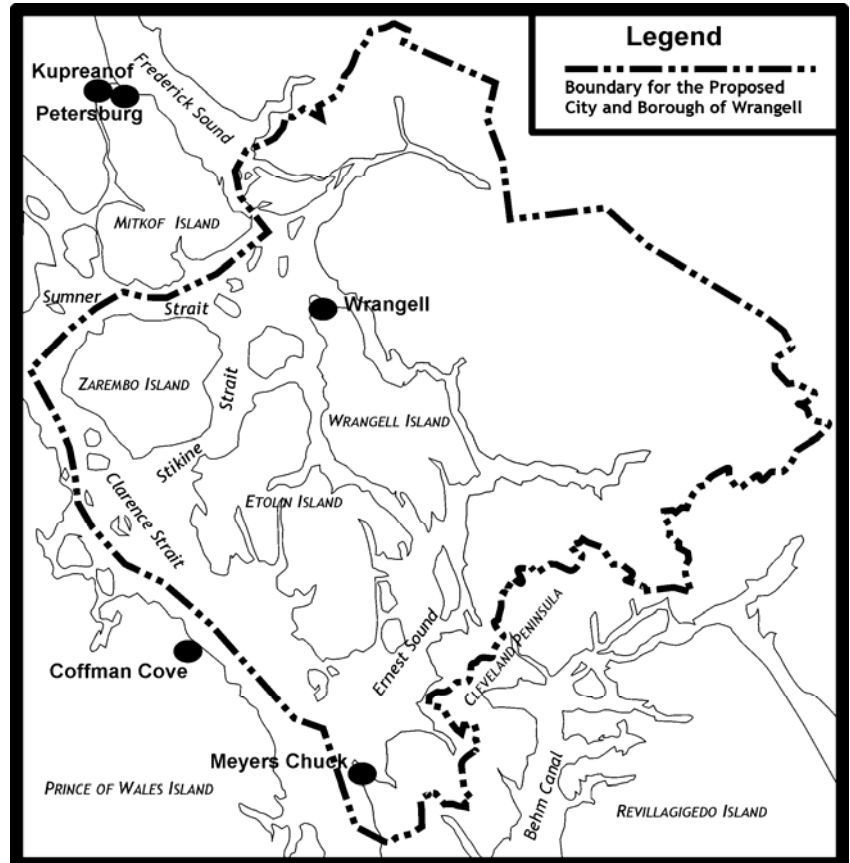 Legend
Boundary for the Proposed
City and Borough of Wrangell
Kupreanof
Petersburg
Frederick Sound
MITKOF ISLAND
Sumner
Strait
Wrangell
ZAREMBO ISLAND
Strait
Stikine
WRANGELL ISLAND
ETOLIN ISLAND
Clarence Strait
Ernest Sound
CLEVELAND PENINSULA
Coffman Cove
Meyers Chuck
PRINCE OF WALES ISLAND
Behm Canal
REVILLAGIGEDO ISLAND